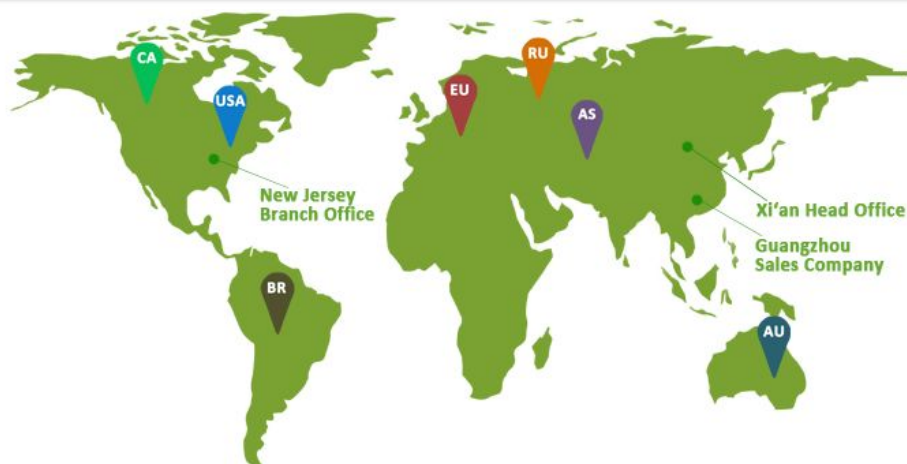 CA
USA
EU
RU
AS
New Jersey
Branch Office
Xi‘an Head Office
Guangzhou
Sales Company
BR
AU